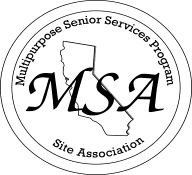 Multipurpose Senior Services Program
MSA
Site Association